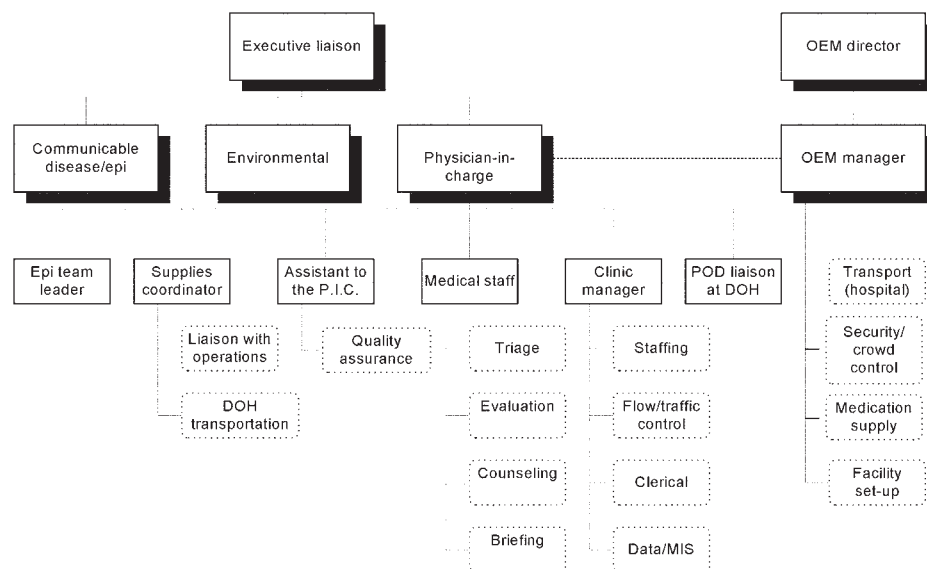 Executive liaison
OEM director
Communicable
disease/epi
Environmental
Physician-in-
charge
OEM manager
Epi team
leader
Supplies
coordinator
Assistant to
the P.I.C.
Medical staff
Clinic
manager
POD liaison
at DOH
Transport
(hospital)
Liaison with
operations
Quality
assurance
Triage
Staffing
Security/
crowd
control
DOH
transportation
Evaluation
Flow/traffic
control
Medication
supply
Counseling
Clerical
Facility
set-up
Briefing
Data/MIS